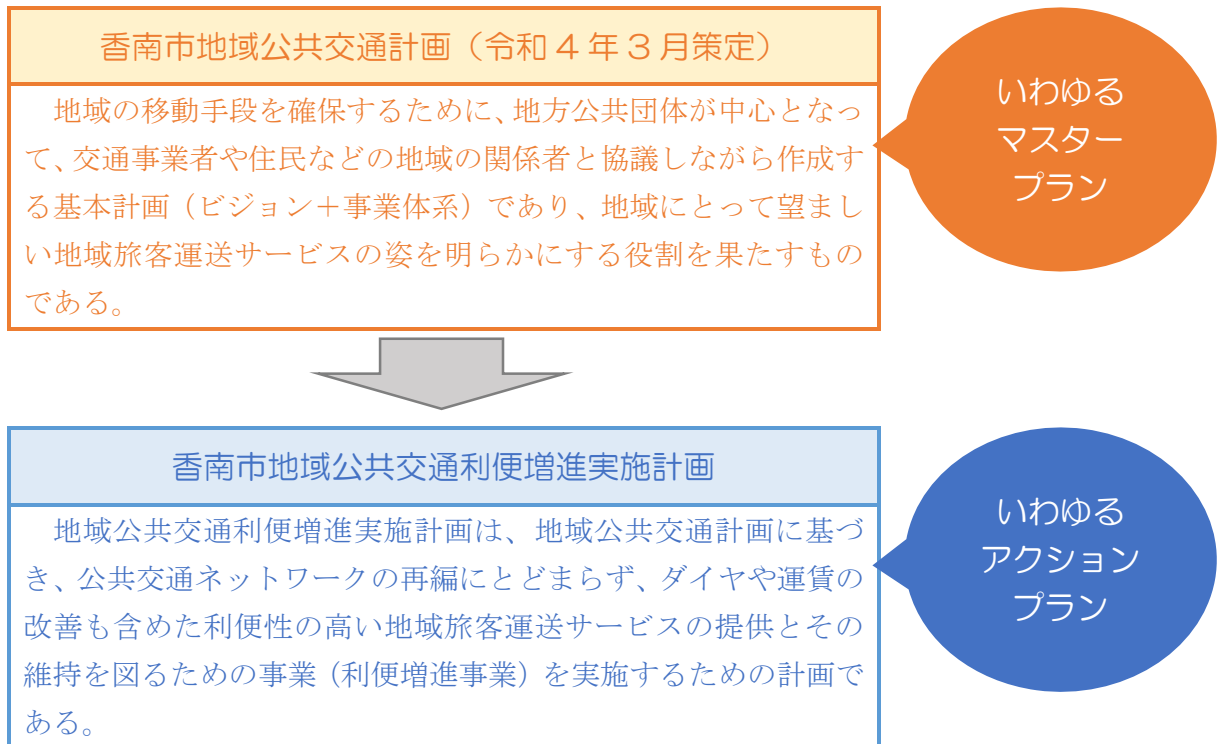 香南市地域公共交通計画（令和４年３月策定）
地域の移動手段を確保するために、地方公共団体が中心となっ
て、交通事業者や住民などの地域の関係者と協議しながら作成す
る基本計画（ビジョン＋事業体系）であり、地域にとって望まし
い地域旅客運送サービスの姿を明らかにする役割を果たすもの
である。
いわゆる
マスター
プラン
香南市地域公共交通利便増進実施計画
地域公共交通利便増進実施計画は、地域公共交通計画に基づ
き、公共交通ネットワークの再編にとどまらず、ダイヤや運賃の
改善も含めた利便性の高い地域旅客運送サービスの提供とその
維持を図るための事業（利便増進事業）を実施するための計画で
ある。
いわゆる
アクション
プラン